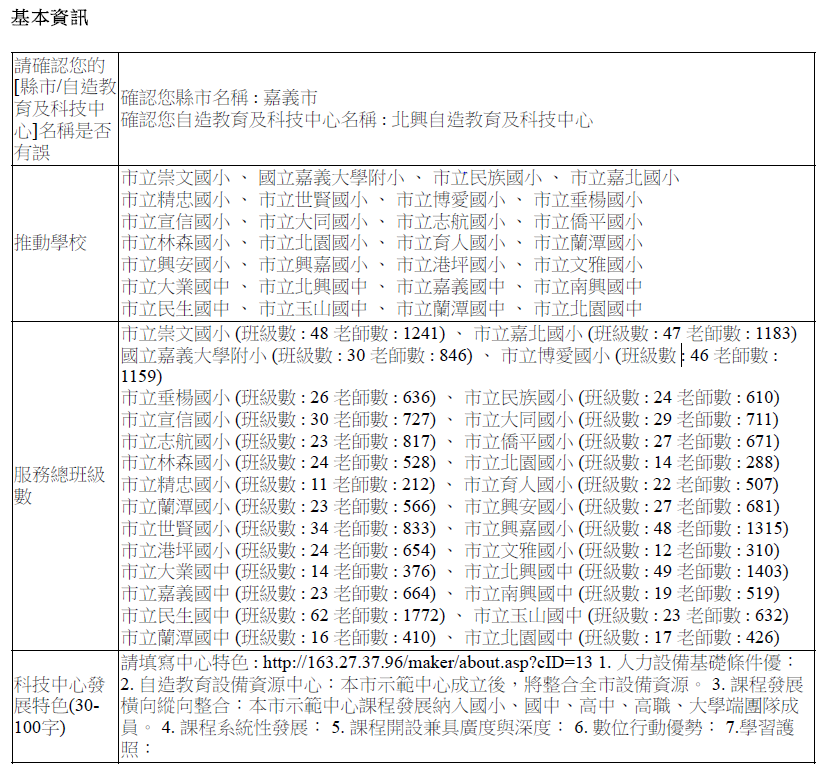 基本資訊
請確認您的
[縣市/自造教
育及科技中
心]名稱是否
有誤
確認您縣市名稱 : 嘉義市
確認您自造教育及科技中心名稱 : 北興自造教育及科技中心
推動學校
市立崇文國小 、 國立嘉義大學附小 、 市立民族國小 、 市立嘉北國小
市立精忠國小 、 市立世賢國小 、 市立博愛國小 、 市立垂楊國小
市立宣信國小 、 市立大同國小 、 市立志航國小 、 市立僑平國小
市立林森國小 、 市立北園國小 、 市立育人國小 、 市立蘭潭國小
市立興安國小 、 市立興嘉國小 、 市立港坪國小 、 市立文雅國小
市立大業國中 、 市立北興國中 、 市立嘉義國中 、 市立南興國中
市立民生國中 、 市立玉山國中 、 市立蘭潭國中 、 市立北園國中
服務總班級
數
市立崇文國小 (班級數 : 48 老師數 : 1241) 、 市立嘉北國小 (班級數 : 47 老師數 : 1183)
國立嘉義大學附小 (班級數 : 30 老師數 : 846) 、 市立博愛國小 (班級數 : 46 老師數 :
1159)
市立垂楊國小 (班級數 : 26 老師數 : 636) 、 市立民族國小 (班級數 : 24 老師數 : 610)
市立宣信國小 (班級數 : 30 老師數 : 727) 、 市立大同國小 (班級數 : 29 老師數 : 711)
市立志航國小 (班級數 : 23 老師數 : 817) 、 市立僑平國小 (班級數 : 27 老師數 : 671)
市立林森國小 (班級數 : 24 老師數 : 528) 、 市立北園國小 (班級數 : 14 老師數 : 288)
市立精忠國小 (班級數 : 11 老師數 : 212) 、 市立育人國小 (班級數 : 22 老師數 : 507)
市立蘭潭國小 (班級數 : 23 老師數 : 566) 、 市立興安國小 (班級數 : 27 老師數 : 681)
市立世賢國小 (班級數 : 34 老師數 : 833) 、 市立興嘉國小 (班級數 : 48 老師數 : 1315)
市立港坪國小 (班級數 : 24 老師數 : 654) 、 市立文雅國小 (班級數 : 12 老師數 : 310)
市立大業國中 (班級數 : 14 老師數 : 376) 、 市立北興國中 (班級數 : 49 老師數 : 1403)
市立嘉義國中 (班級數 : 23 老師數 : 664) 、 市立南興國中 (班級數 : 19 老師數 : 519)
市立民生國中 (班級數 : 62 老師數 : 1772) 、 市立玉山國中 (班級數 : 23 老師數 : 632)
市立蘭潭國中 (班級數 : 16 老師數 : 410) 、 市立北園國中 (班級數 : 17 老師數 : 426)
科技中心發
展特色(30-
100字)
請填寫中心特色 : http://163.27.37.96/maker/about.asp?cID=13 1. 人力設備基礎條件優：
2. 自造教育設備資源中心：本市示範中心成立後，將整合全市設備資源。 3. 課程發展
橫向縱向整合：本市示範中心課程發展納入國小、國中、高中、高職、大學端團隊成
員。 4. 課程系統性發展： 5. 課程開設兼具廣度與深度： 6. 數位行動優勢： 7.學習護
照：